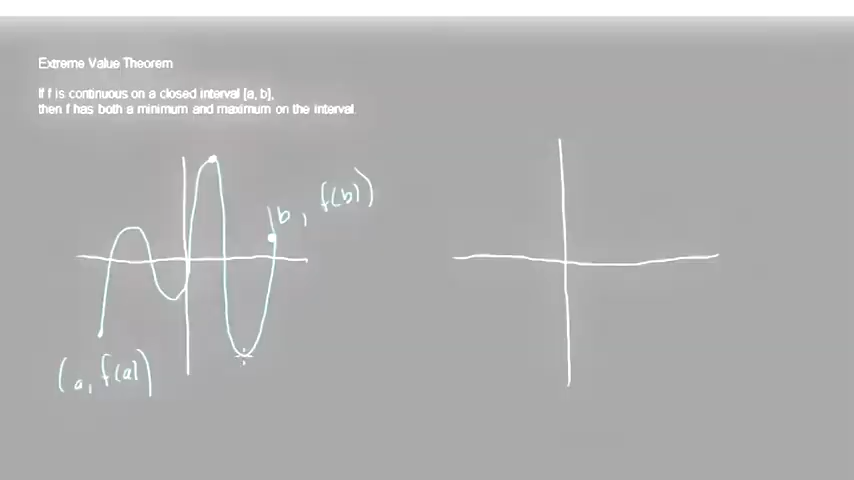 Extreme Value Theorem
If f is continuous on a closed interval [a, b],
then f has both a minimum and maximum on the interval.
b, f(b))
(a, f(a))